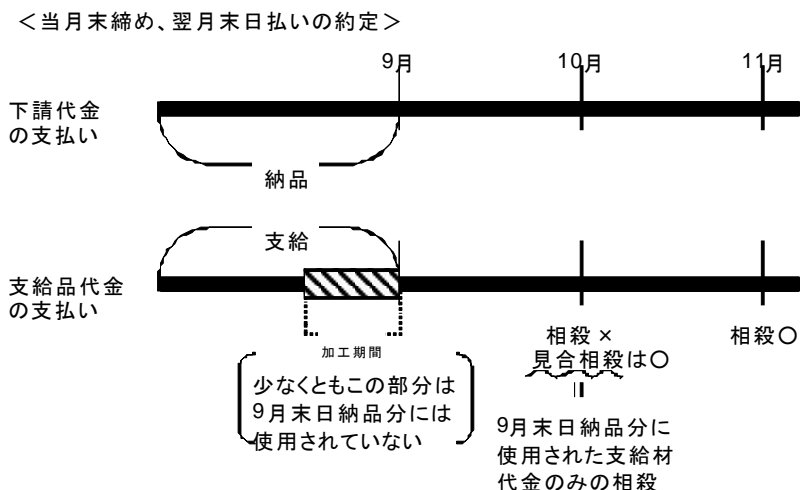 ＜当月末締め、翌月末日払いの約定＞
9月
10月
11月
下請代金
の支払い
納品
支給
支給品代金
の支払い
加工期間
少なくともこの部分は
9月末日納品分には
使用されていない
相殺×
見合相殺は○
相殺○
||
9月末日納品分に
使用された支給材
代金のみの相殺